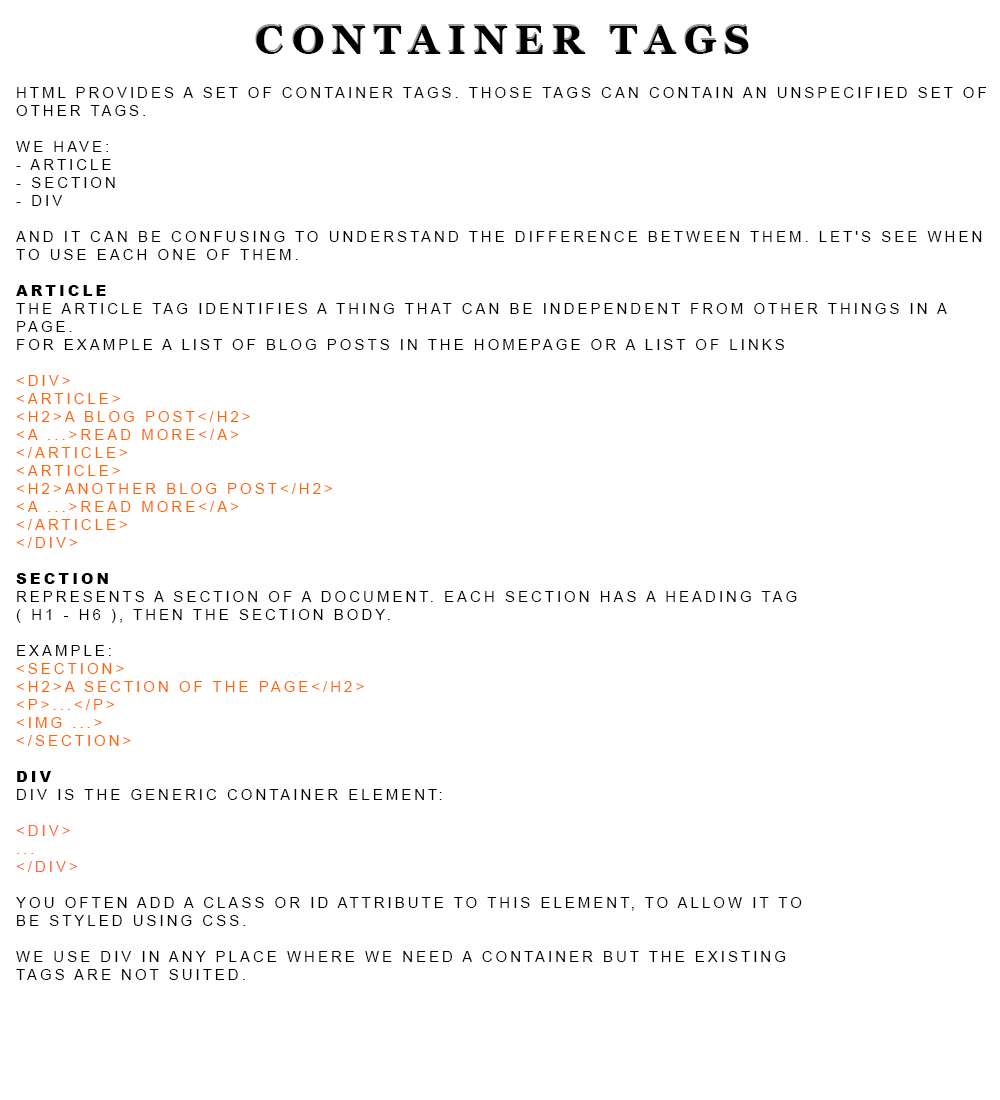 CONTAINER TAGS
HTML PROVIDES A SET OF CONTAINER TAGS. THOSE TAGS CAN CONTAIN AN UNSPECIFIED SET OF
OTHER TAGS.
WE HAVE:
- ARTICLE
- SECTION
- DIV
AND IT CAN BE CONFUSING TO UNDERSTAND THE DIFFERENCE BETWEEN THEM. LET'S SEE WHEN
TO USE EACH ONE OF THEM.
ARTICLE
THE ARTICLE TAG IDENTIFIES A THING THAT CAN BE INDEPENDENT FROM OTHER THINGS IN A
PAGE.
FOR EXAMPLE A LIST OF BLOG POSTS IN THE HOMEPAGE OR A LIST OF LINKS
<DIV>
<ARTICLE>
<H2>A BLOG POST</H2>
<A ...>READ MORE</A>
</ARTICLE>
<ARTICLE>
<H2>ANOTHER BLOG POST</H2>
<A ...>READ MORE</A>
</ARTICLE>
</DIV>
SECTION
REPRESENTS A SECTION OF A DOCUMENT. EACH SECTION HAS A HEADING TAG
( H1 - H6 ), THEN THE SECTION BODY.
EXAMPLE:
<SECTION>
<H2>A SECTION OF THE PAGE</H2>
<P>...</P>
<IMG ...>
</SECTION>
DIV
DIV IS THE GENERIC CONTAINER ELEMENT:
<DIV>
...
</DIV>
YOU OFTEN ADD A CLASS OR ID ATTRIBUTE TO THIS ELEMENT, TO ALLOW IT TO
BE STYLED USING CSS.
WE USE DIV IN ANY PLACE WHERE WE NEED A CONTAINER BUT THE EXISTING
TAGS ARE NOT SUITED.